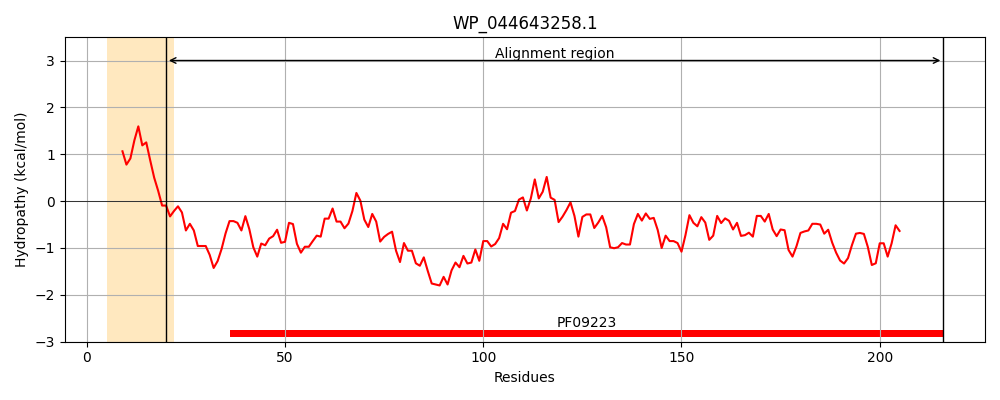 WP_044643258.1
Alignment region
3
2
1
0
−1
−2
−3
Hydropathy (kcal/mol)
PF09223
0 50 100 150 200
Residues